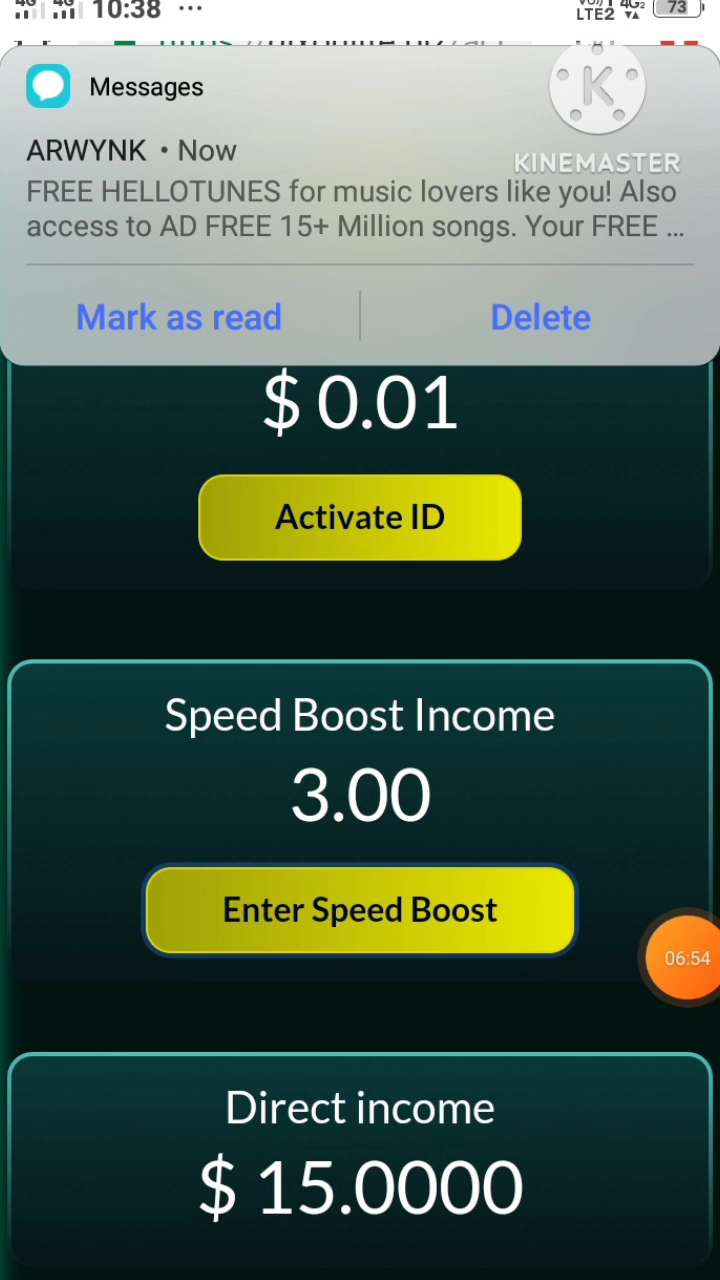 10:38 ...
LTE2 4G2
73
Messages
K
KINEMASTER
ARWYNK • Now
FREE HELLOTUNES for music lovers like you! Also
access to AD FREE 15+ Million songs. Your FREE ...
Mark as read
Delete
$ 0.01
Activate ID
Speed Boost Income
3.00
Enter Speed Boost
06:54
Direct income
$ 15.0000